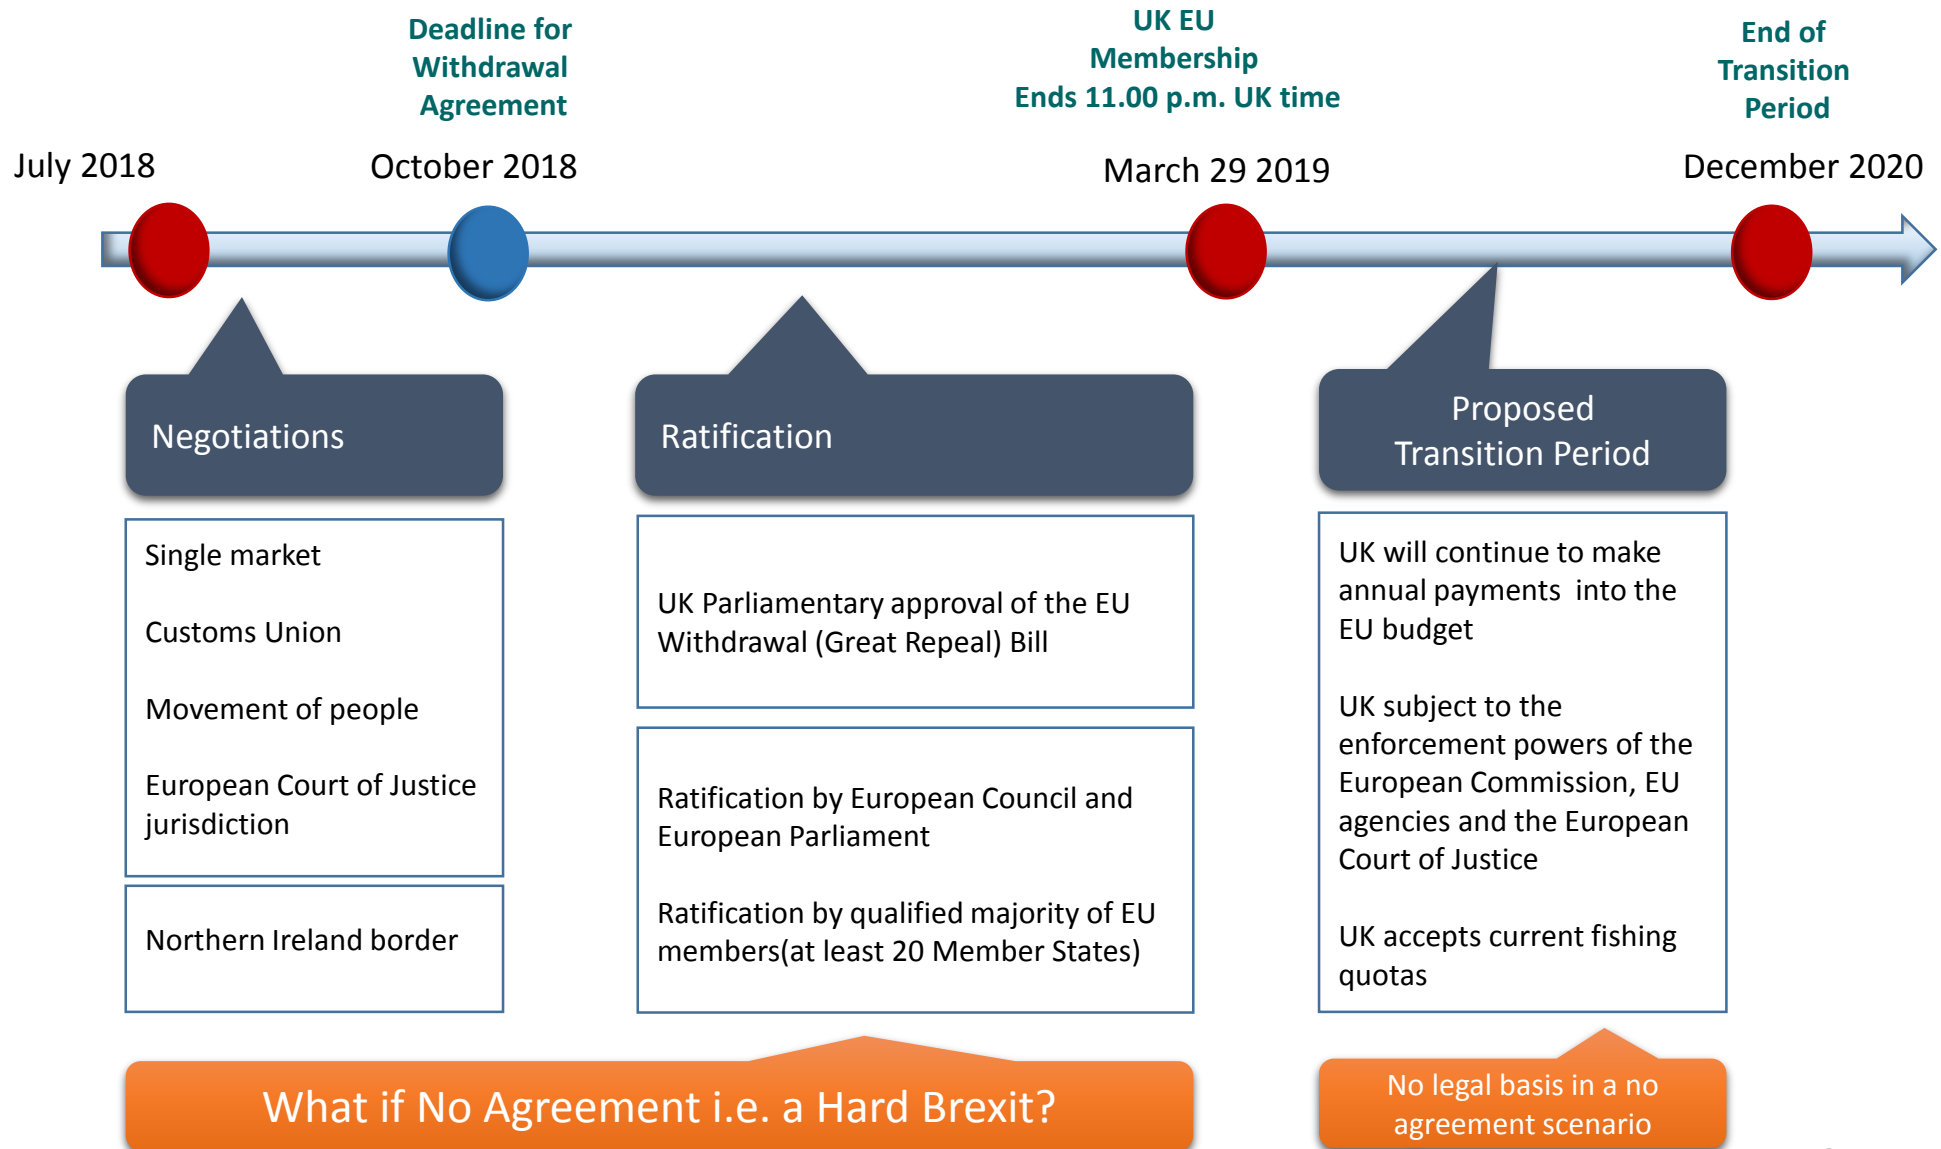 Deadline for
Withdrawal
Agreement
UK EU
Membership
Ends 11.00 p.m. UK time
End of
Transition
Period
July 2018
October 2018
March 29 2019
December 2020
Negotiations
Ratification
Proposed
Transition Period
Single market
Customs Union
Movement of people
European Court of Justice
jurisdiction
Northern Ireland border
UK Parliamentary approval of the EU
Withdrawal (Great Repeal) Bill
Ratification by European Council and
European Parliament
Ratification by qualified majority of EU
members(at least 20 Member States)
UK will continue to make
annual payments  into the
EU budget
UK subject to the
enforcement powers of the
European Commission, EU
agencies and the European
Court of Justice
UK accepts current fishing
quotas
What if No Agreement i.e. a Hard Brexit?
No legal basis in a no
agreement scenario